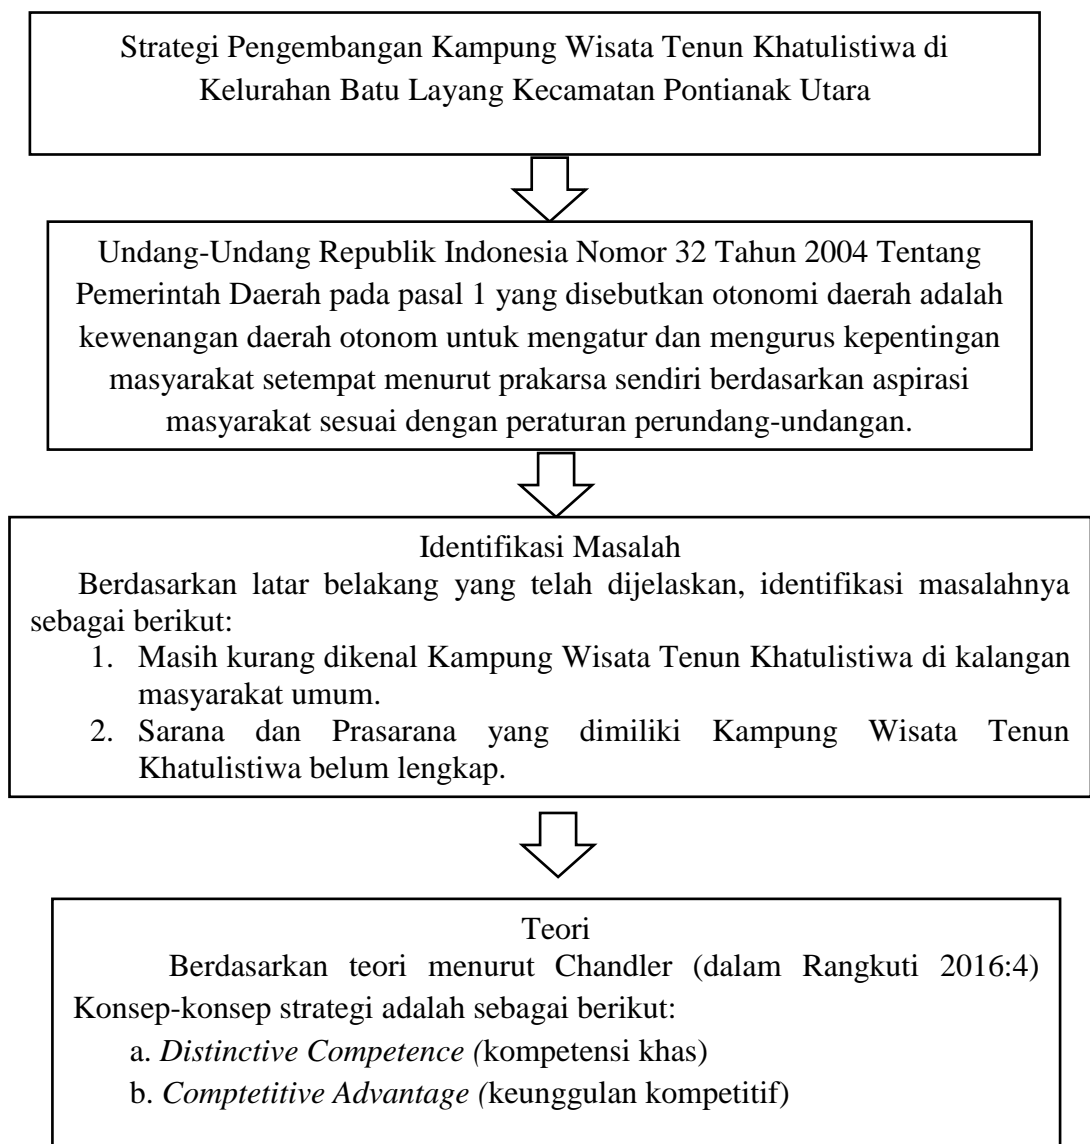 Strategi Pengembangan Kampung Wisata Tenun Khatulistiwa di
Kelurahan Batu Layang Kecamatan Pontianak Utara
Undang-Undang Republik Indonesia Nomor 32 Tahun 2004 Tentang
Pemerintah Daerah pada pasal 1 yang disebutkan otonomi daerah adalah
kewenangan daerah otonom untuk mengatur dan mengurus kepentingan
masyarakat setempat menurut prakarsa sendiri berdasarkan aspirasi
masyarakat sesuai dengan peraturan perundang-undangan.
Identifikasi Masalah
Berdasarkan latar belakang yang telah dijelaskan, identifikasi masalahnya
sebagai berikut:
1. Masih kurang dikenal Kampung Wisata Tenun Khatulistiwa di kalangan
masyarakat umum.
2. Sarana dan Prasarana yang dimiliki Kampung Wisata Tenun
Khatulistiwa belum lengkap.
Teori
Berdasarkan teori menurut Chandler (dalam Rangkuti 2016:4)
Konsep-konsep strategi adalah sebagai berikut:
a. Distinctive Competence (kompetensi khas)
b. Comptetitive Advantage (keunggulan kompetitif)